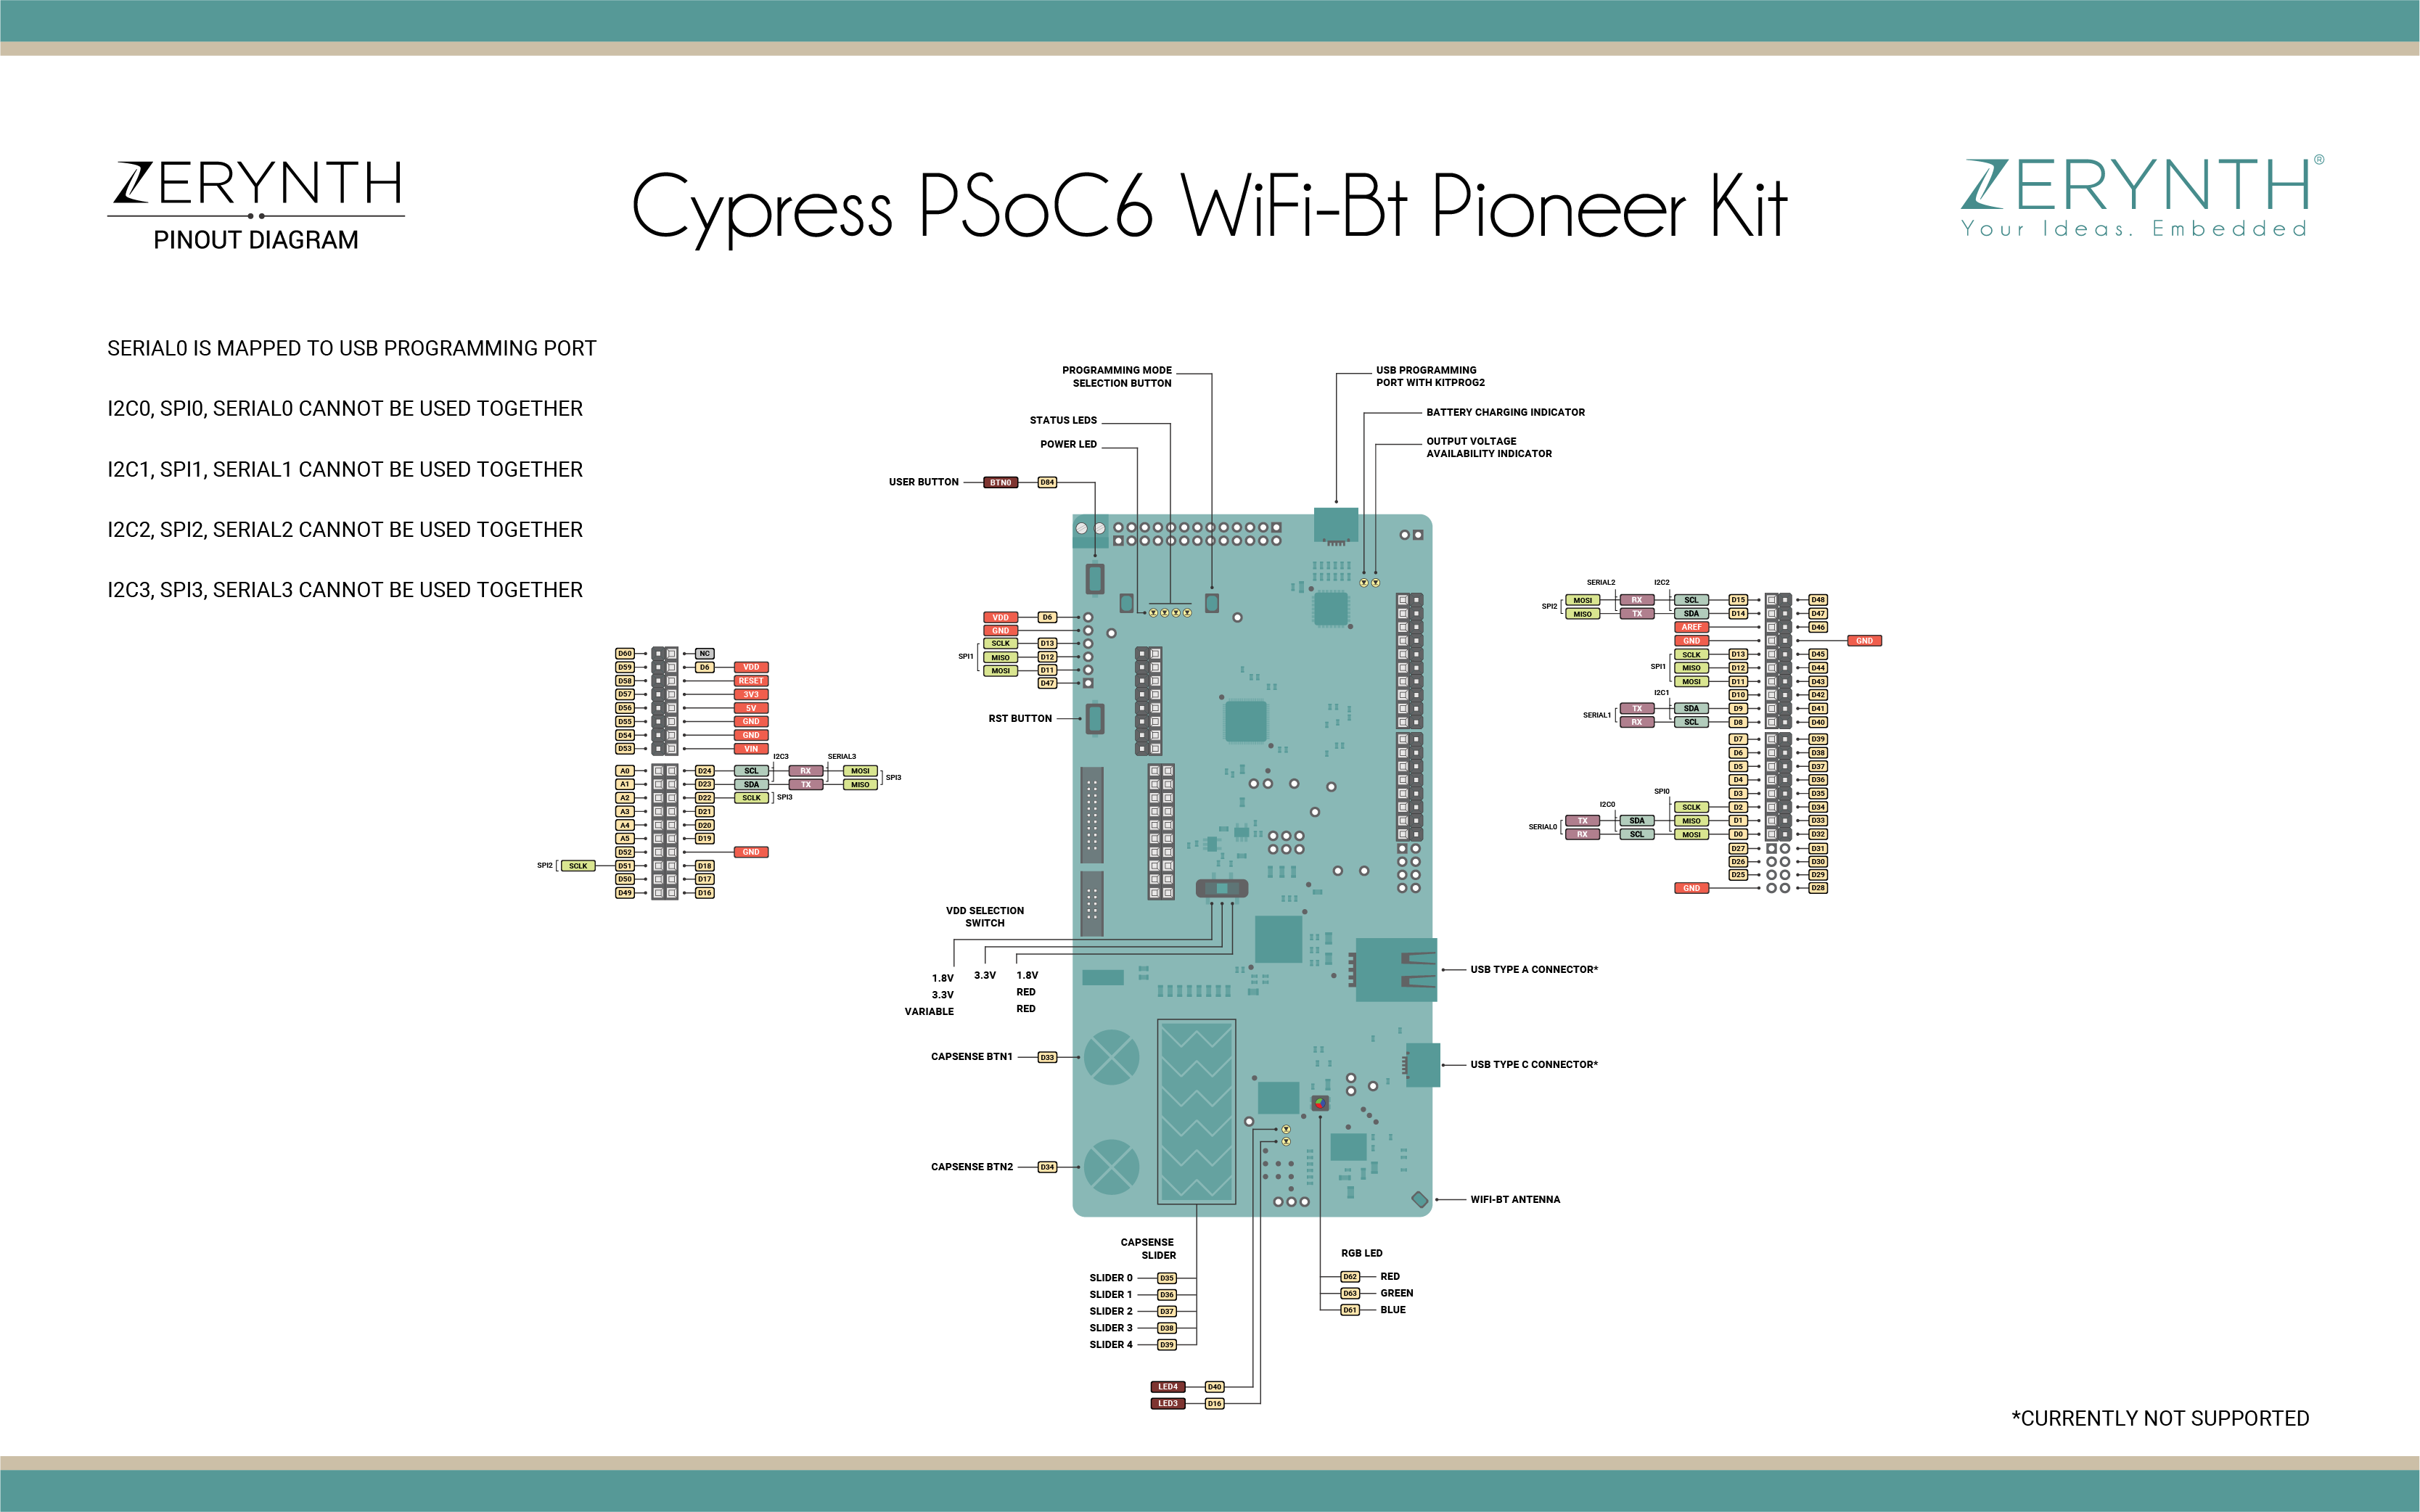 ZERYNTH
PINOUT DIAGRAM
Cypress PSoC6 WiFi-Bt Pioneer Kit
ZERYNTH®
Your Ideas. Embedded
SERIAL0 IS MAPPED TO USB PROGRAMMING PORT
I2C0, SPI0, SERIAL0 CANNOT BE USED TOGETHER
I2C1, SPI1, SERIAL1 CANNOT BE USED TOGETHER
I2C2, SPI2, SERIAL2 CANNOT BE USED TOGETHER
I2C3, SPI3, SERIAL3 CANNOT BE USED TOGETHER
PROGRAMMING MODE
SELECTION BUTTON
STATUS LEDS
POWER LED
USER BUTTON BTN0 D84
USB PROGRAMMING
PORT WITH KITPROG2
BATTERY CHARGING INDICATOR
OUTPUT VOLTAGE
AVAILABILITY INDICATOR
VDD D6
GND
SCLK D13
SPI1 MISO D12
MOSI D11
D47
RST BUTTON
D60 NC
D59 D6 VDD
D58 RESET
D57 3V3
D56 5V
D55 GND
D54 GND
D53 VIN
I2C3 SERIAL3
A0 D24 SCL RX MOSI
SPI3
A1 D23 SDA TX MISO
A2 D22 SCLK SPI3
A3 D21
A4 D20
A5 D19
D52 GND
SPI2 SCLK D51 D18
D50 D17
D49 D16
SERIAL2 I2C2
MOSI RX SCL D15 D48
SPI2
MISO TX SDA D14 D47
AREF D46
GND GND
SCLK D13 D45
SPI1 MISO D12 D44
MOSI D11 D43
I2C1 D10 D42
TX SDA D9 D41
SERIAL1
RX SCL D8 D40
D7 D39
D6 D38
D5 D37
D4 D36
SPI0 D3 D35
I2C0 SCLK D2 D34
TX SDA MISO D1 D33
SERIAL0
RX SCL MOSI D0 D32
D27 D31
D26 D30
D25 D29
GND D28
VDD SELECTION
SWITCH
1.8V 3.3V 1.8V
3.3V RED
VARIABLE RED
USB TYPE A CONNECTOR*
CAPSENSE BTN1 D33
USB TYPE C CONNECTOR*
CAPSENSE BTN2 D34
WIFI-BT ANTENNA
CAPSENSE
SLIDER
SLIDER 0 D35
SLIDER 1 D36
SLIDER 2 D37
SLIDER 3 D38
SLIDER 4 D39
RGB LED
D62 RED
D63 GREEN
D61 BLUE
LED4 D40
LED3 D16
*CURRENTLY NOT SUPPORTED